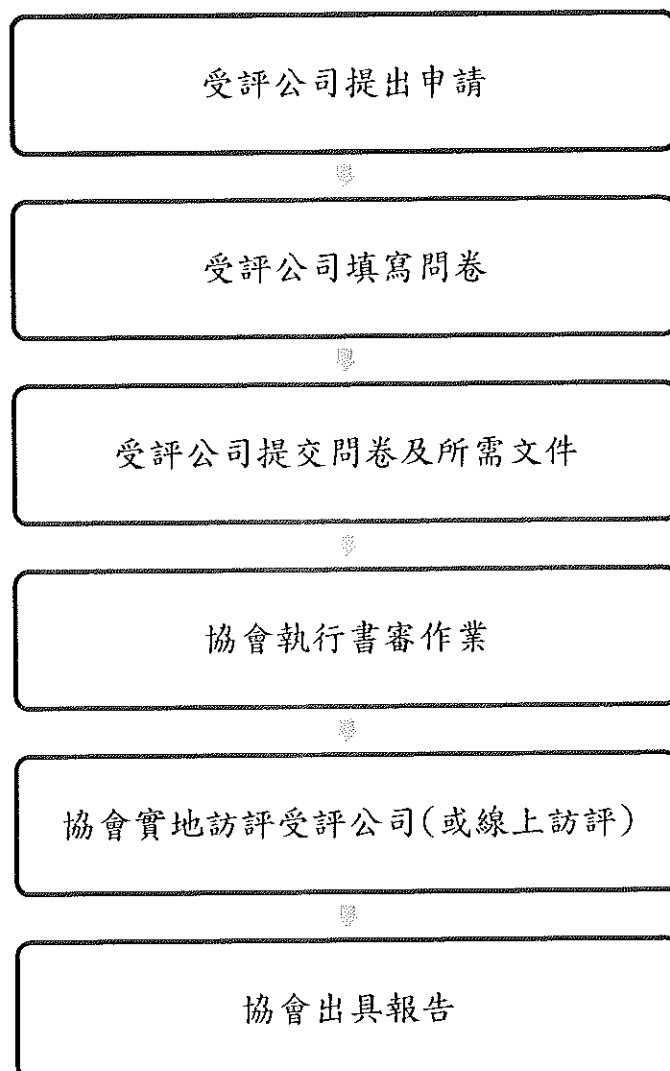 受評公司提出申請
受評公司填寫問卷
受評公司提交問卷及所需文件
協會執行書審作業
協會實地訪評受評公司(或線上訪評)
協會出具報告